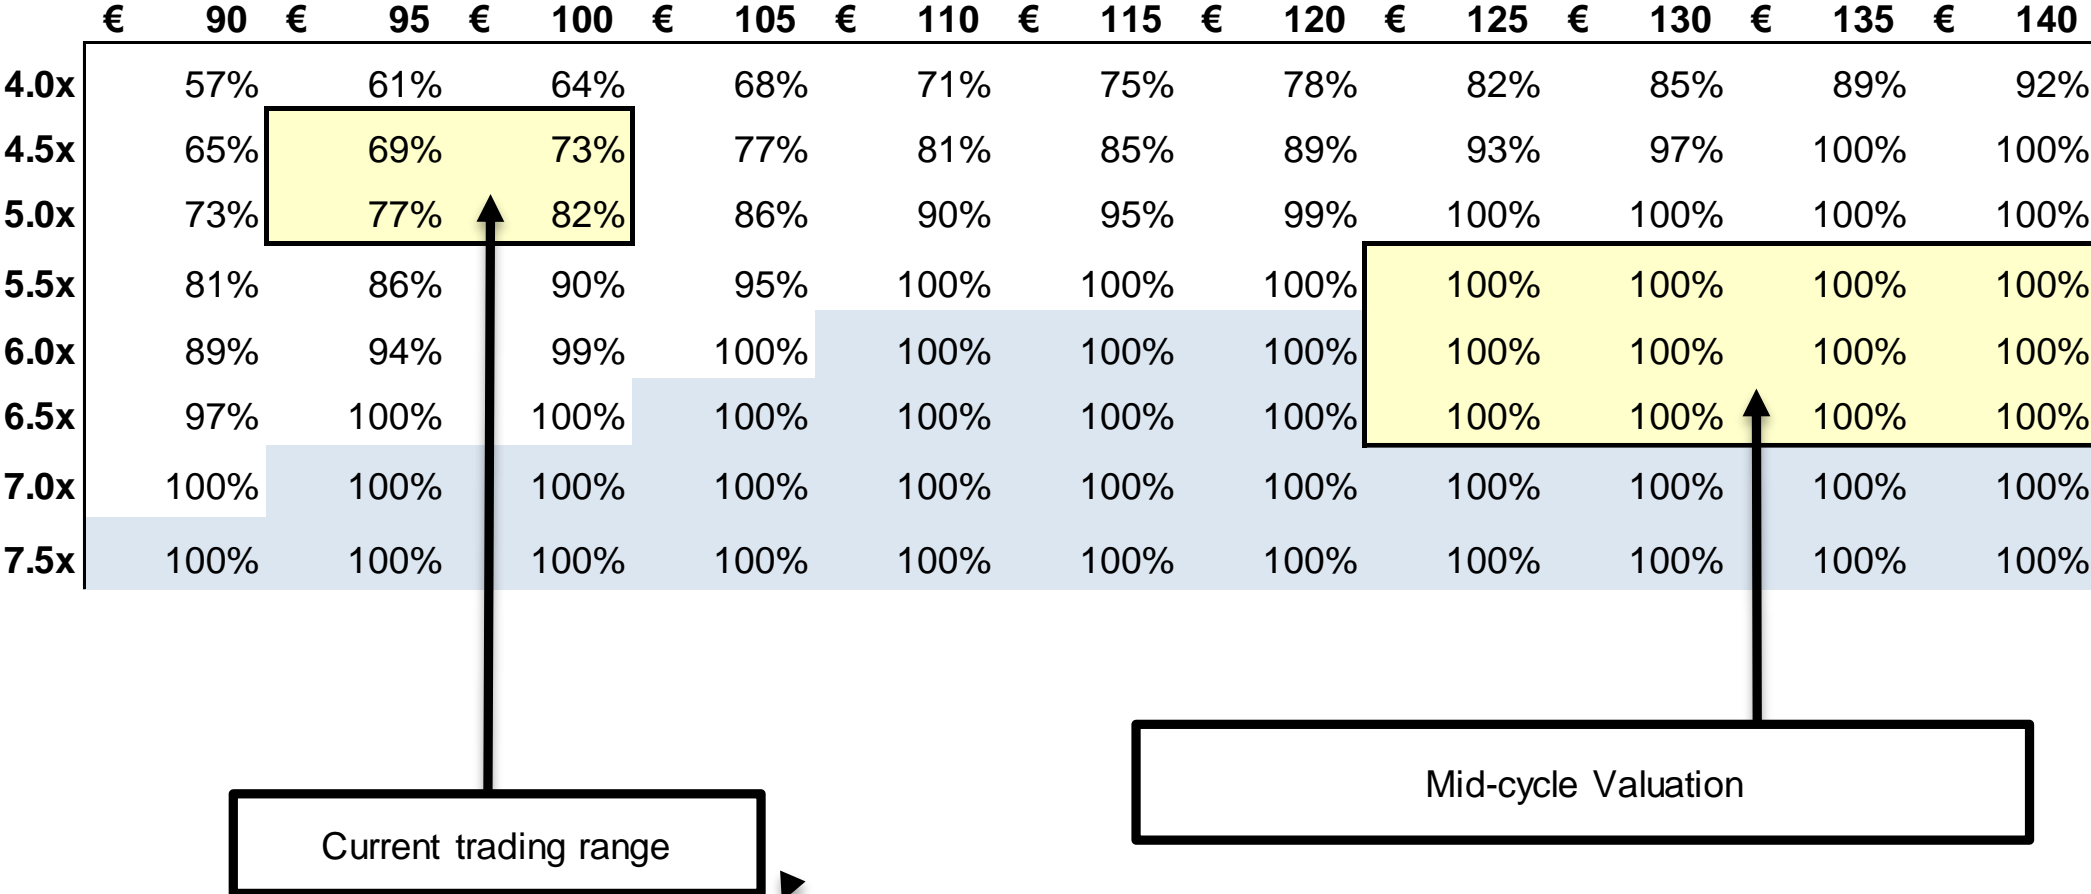 € 90 € 95 € 100 € 105 € 110 € 115 € 120 € 125 € 130 € 135 € 140
4.0x 57% 61% 64% 68% 71% 75% 78% 82% 85% 89% 92%
4.5x 65% 69% 73% 77% 81% 85% 89% 93% 97% 100% 100%
5.0x 73% 77% 82% 86% 90% 95% 99% 100% 100% 100% 100%
5.5x 81% 86% 90% 95% 100% 100% 100% 100% 100% 100% 100%
6.0x 89% 94% 99% 100% 100% 100% 100% 100% 100% 100% 100%
6.5x 97% 100% 100% 100% 100% 100% 100% 100% 100% 100% 100%
7.0x 100% 100% 100% 100% 100% 100% 100% 100% 100% 100% 100%
7.5x 100% 100% 100% 100% 100% 100% 100% 100% 100% 100% 100%
Mid-cycle Valuation
Current trading range